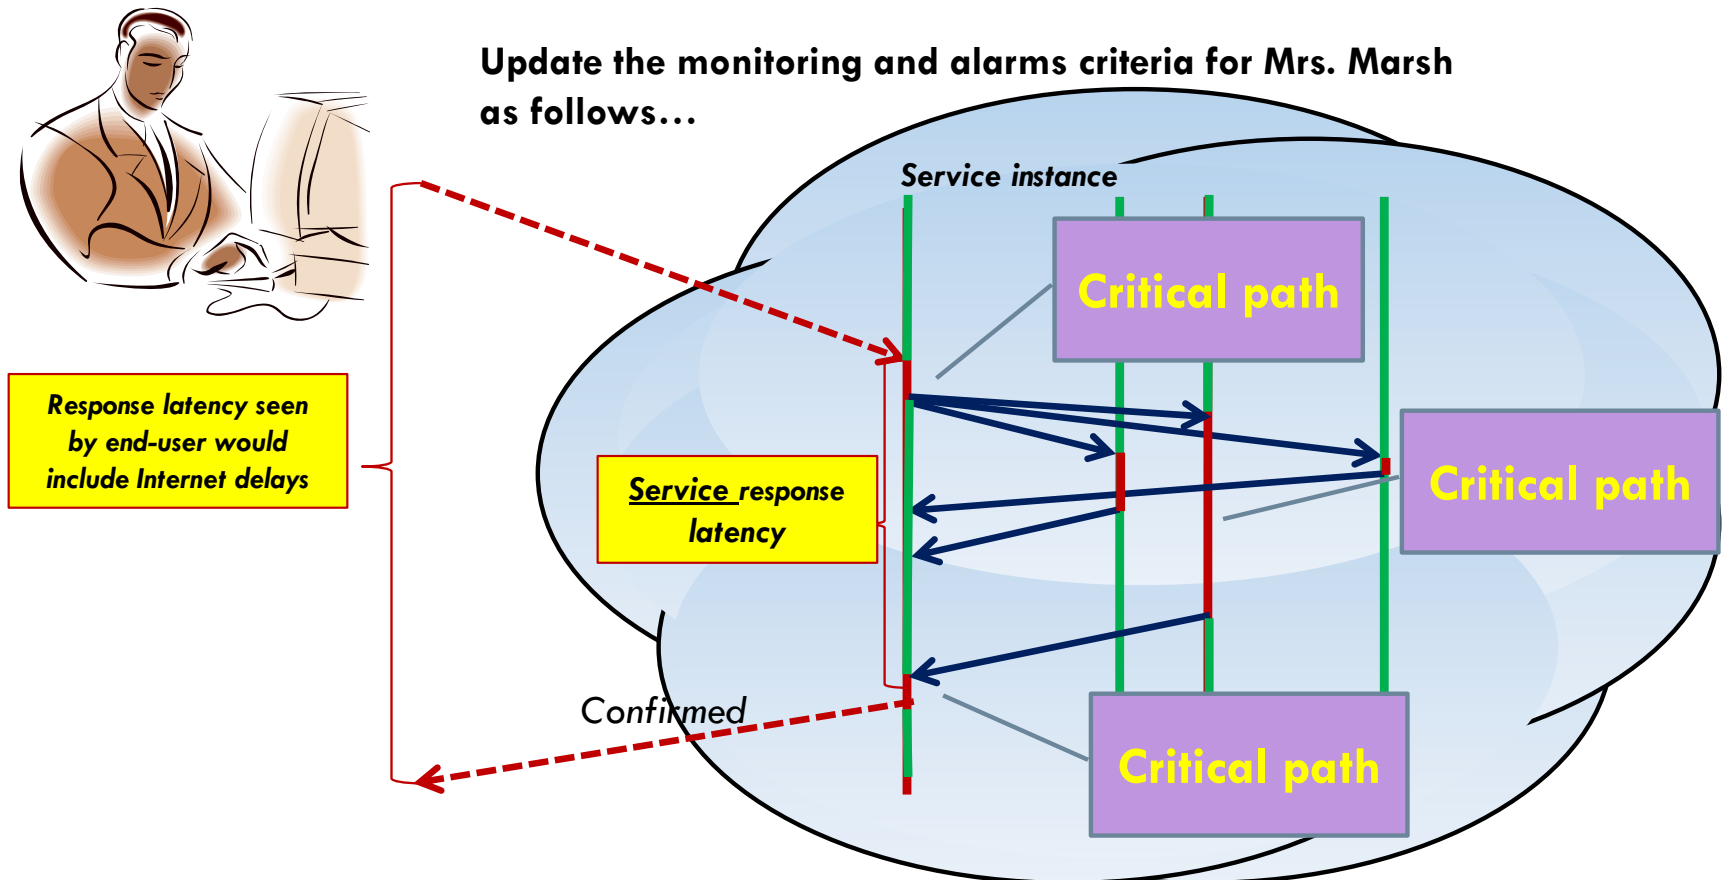 Update the monitoring and alarms criteria for Mrs. Marsh
as follows…
Service instance
Critical path
Response latency seen
by end-user would
include Internet delays
Service response
latency
Critical path
Confirmed
Critical path